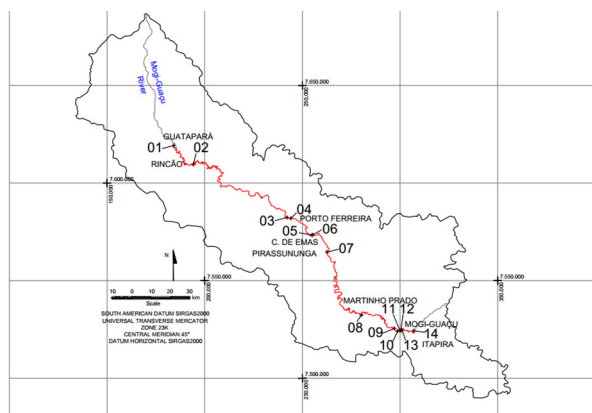 Mogi-Guaçu
River
7.650.000
250.000
GUATAPARÁ
01
02
RINCÃO
7.600.000
150.000
03
04
PORTO FERREIRA
05
06
C. DE EMAS
PIRASSUNUNGA
07
N
7.550.000
200.000
7.550.000
300.000
10 0 10 20 30 km
Scale
SOUTH AMERICAN DATUM SIRGAS2000
UNIVERSAL TRANSVERSE MERCATOR
ZONE 23K
CENTRAL MERIDIAN 45°
DATUM HORIZONTAL SIRGAS2000
MARTINHO PRADO
08
11 12
MOGI-GUAÇU
09
14
10
13
ITAPIRA
7.500.000
250.000